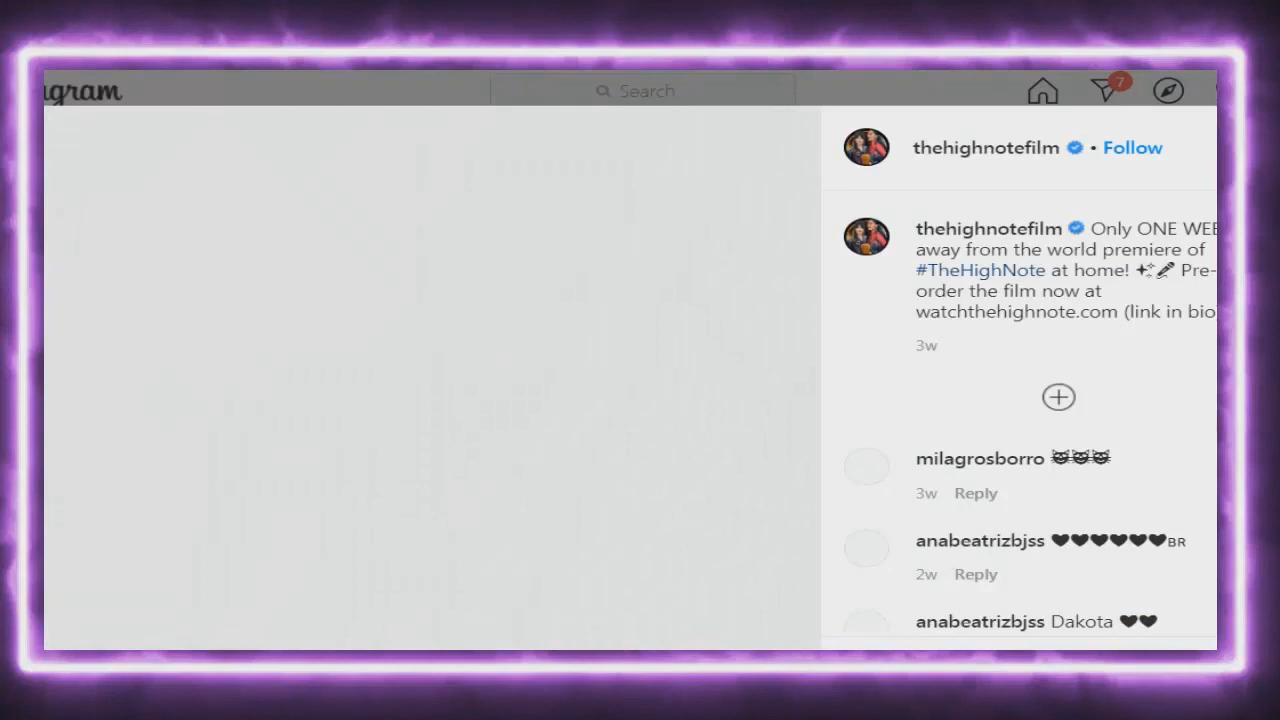 agram
Search
7
thehighnotefilm • Follow
thehighnotefilm Only ONE WEE
away from the world premiere of
#TheHighNote at home! Pre-
order the film now at
watchthehighnote.com (link in bio
3w
milagrosborro
3w Reply
anabeatrizbjss BR
2w Reply
anabeatrizbjss Dakota